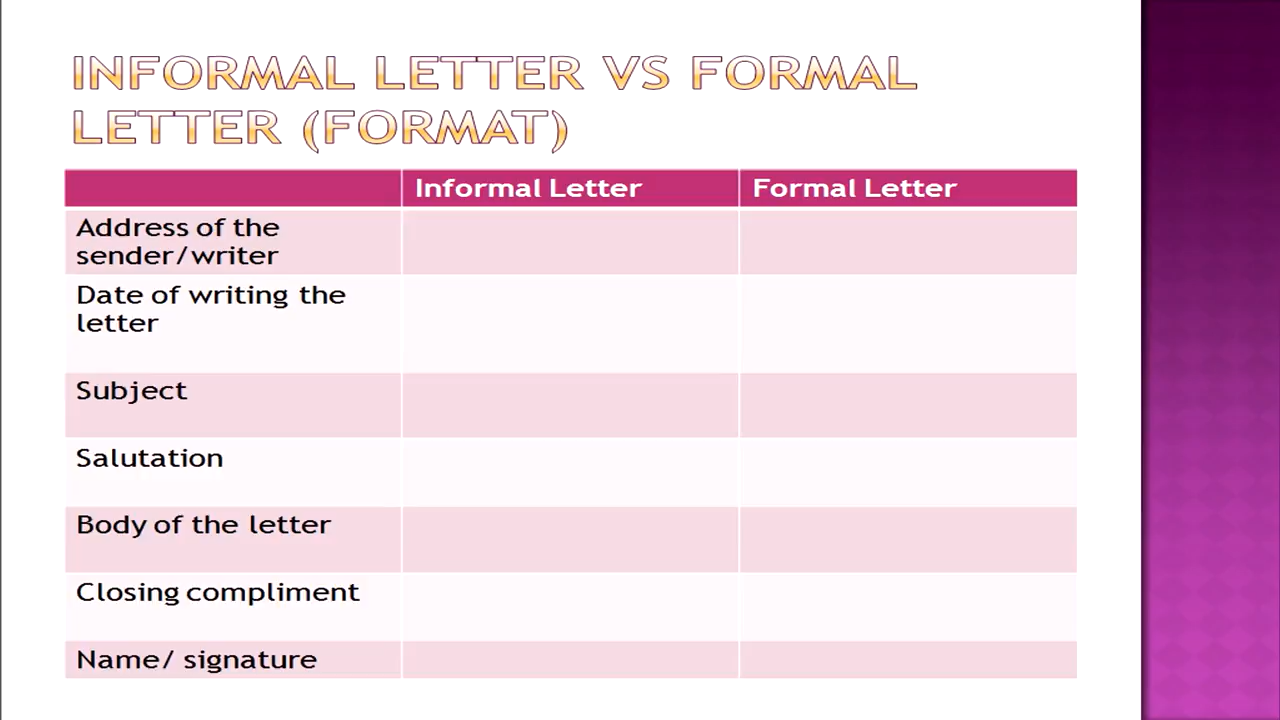 INFORMAL LETTER VS FORMAL
LETTER (FORMAT)
Informal Letter Formal Letter
Address of the
sender/writer
Date of writing the
letter
Subject
Salutation
Body of the letter
Closing compliment
Name/ signature